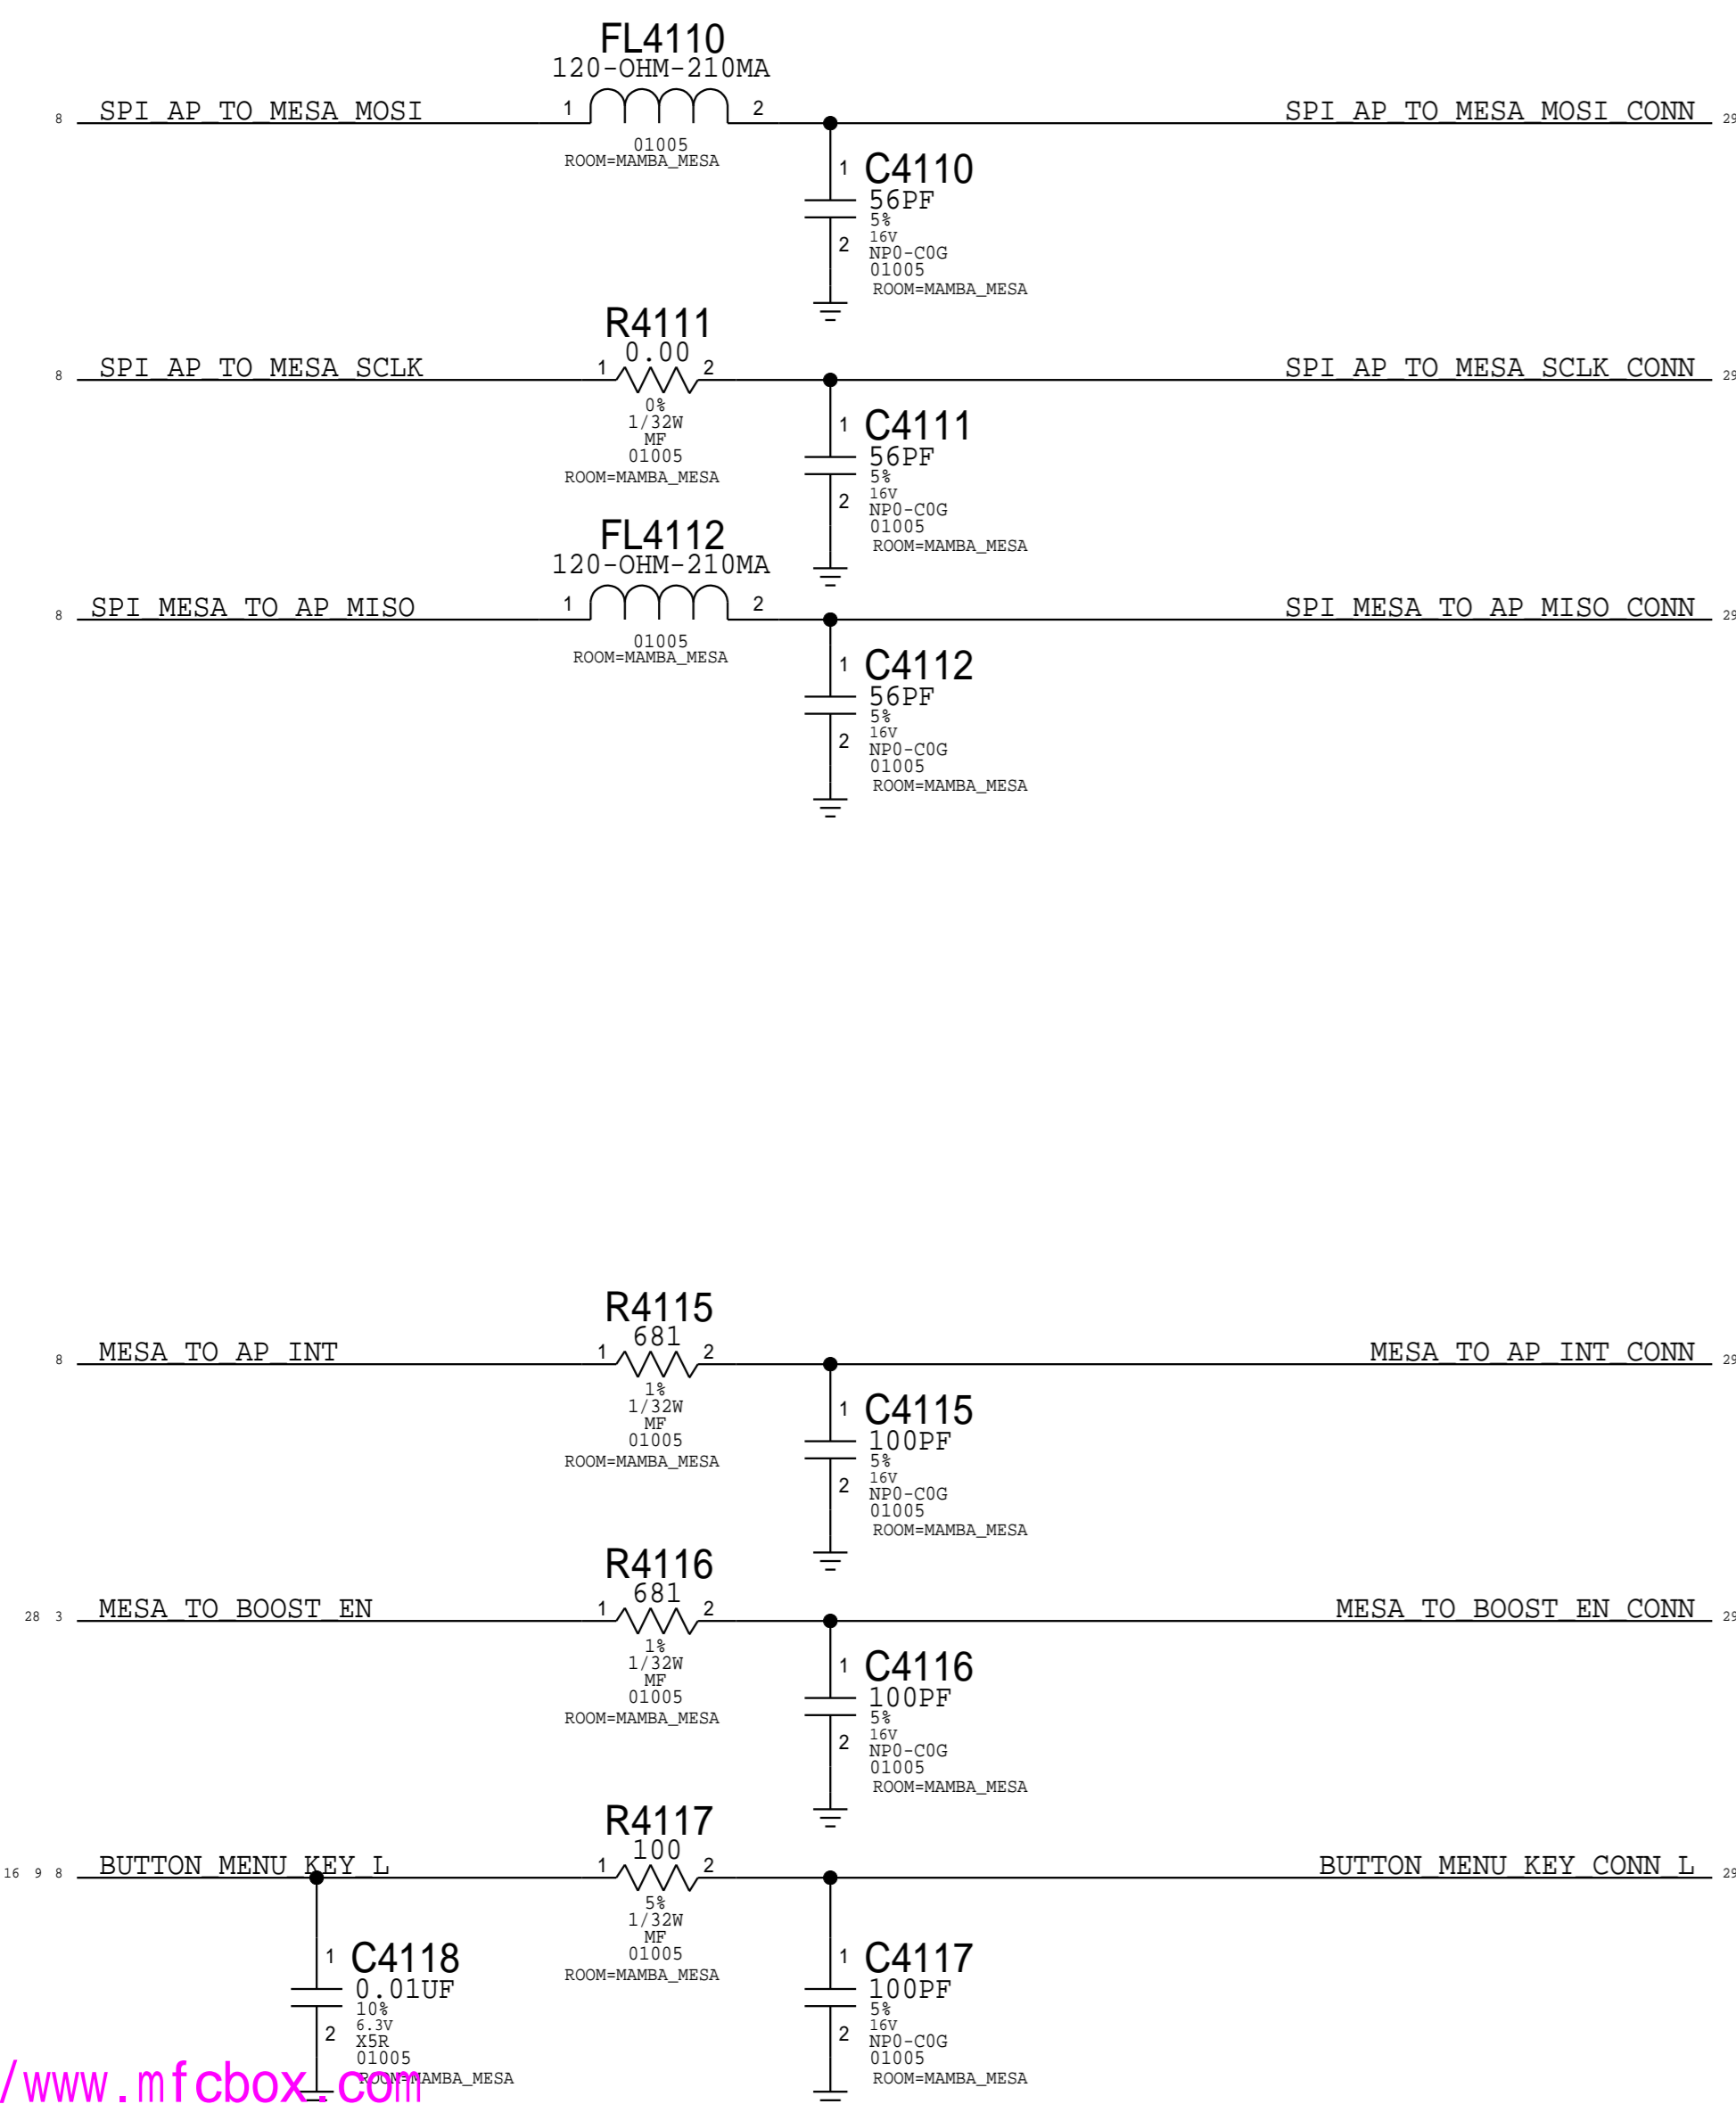 FL4110
120-OHM-210MA
8 SPI_AP_TO_MESA_MOSI 1 2 SPI_AP_TO_MESA_MOSI_CONN 29
01005
ROOM=MAMBA_MESA
1 C4110
56PF
5%
16V
2 NP0-C0G
01005
ROOM=MAMBA_MESA
R4111
0.00
8 SPI_AP_TO_MESA_SCLK 1 2 SPI_AP_TO_MESA_SCLK_CONN 29
0%
1/32W
MF
01005
ROOM=MAMBA_MESA
1 C4111
56PF
5%
16V
2 NP0-C0G
01005
ROOM=MAMBA_MESA
FL4112
120-OHM-210MA
8 SPI_MESA_TO_AP_MISO 1 2 SPI_MESA_TO_AP_MISO_CONN 29
01005
ROOM=MAMBA_MESA
1 C4112
56PF
5%
16V
2 NP0-C0G
01005
ROOM=MAMBA_MESA
R4115
681
8 MESA_TO_AP_INT 1 2 MESA_TO_AP_INT_CONN 29
1%
1/32W
MF
01005
ROOM=MAMBA_MESA
1 C4115
100PF
5%
16V
2 NP0-C0G
01005
ROOM=MAMBA_MESA
R4116
681
28 3 MESA_TO_BOOST_EN 1 2 MESA_TO_BOOST_EN_CONN 29
1%
1/32W
MF
01005
ROOM=MAMBA_MESA
1 C4116
100PF
5%
16V
2 NP0-C0G
01005
ROOM=MAMBA_MESA
R4117
100
16 9 8 BUTTON_MENU_KEY_L 1 2 BUTTON_MENU_KEY_CONN_L 29
5%
1/32W
MF
01005
ROOM=MAMBA_MESA
1 C4118
0.01UF
10%
6.3V
2 X5R
01005
ROOM=MAMBA_MESA
1 C4117
100PF
5%
16V
2 NP0-C0G
01005
ROOM=MAMBA_MESA
/www.mfcbox.com